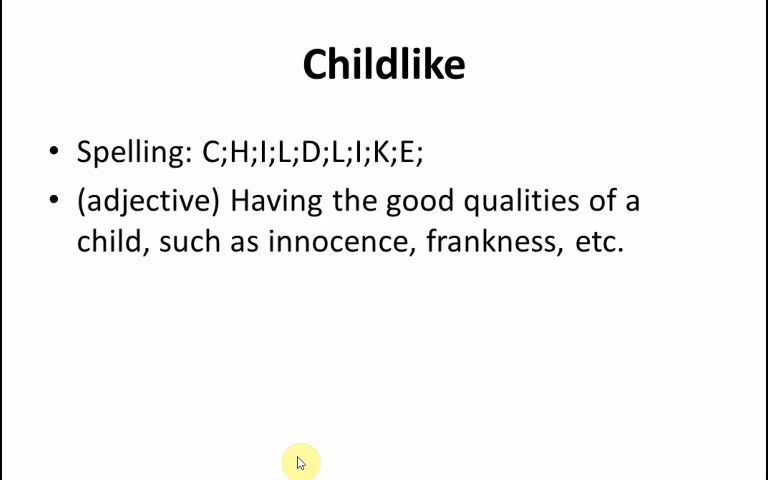 Childlike
• Spelling: C;H;I;L;D;L;I;K;E;
• (adjective) Having the good qualities of a
child, such as innocence, frankness, etc.